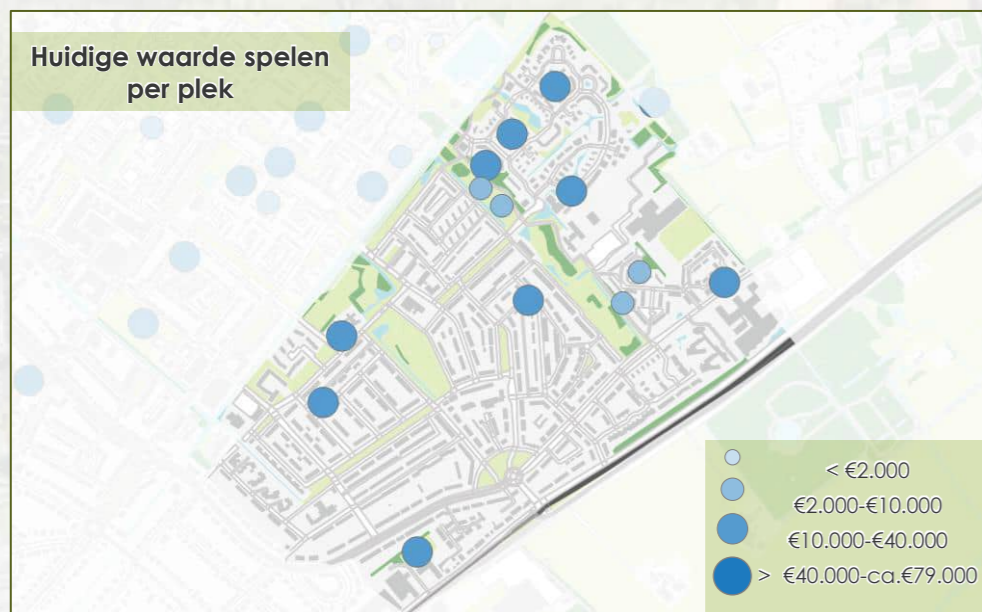 Huidige waarde spelen
per plek
< €2.000
€2.000-€10.000
€10.000-€40.000
> €40.000-ca.€79.000